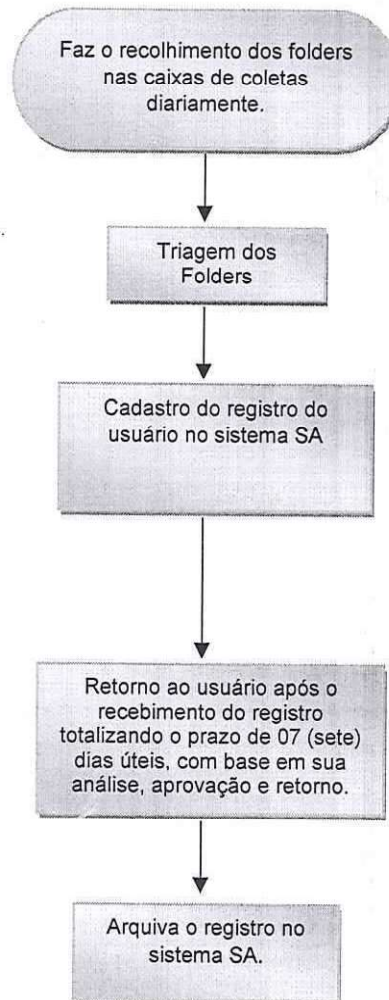 Faz o recolhimento dos folders
nas caixas de coletas
diariamente.
Triagem dos
Folders
Cadastro do registro do
usuário no sistema SA
Retorno ao usuário após o
recebimento do registro
totalizando o prazo de 07 (sete)
dias úteis, com base em sua
análise, aprovação e retorno.
Arquiva o registro no
sistema SA.